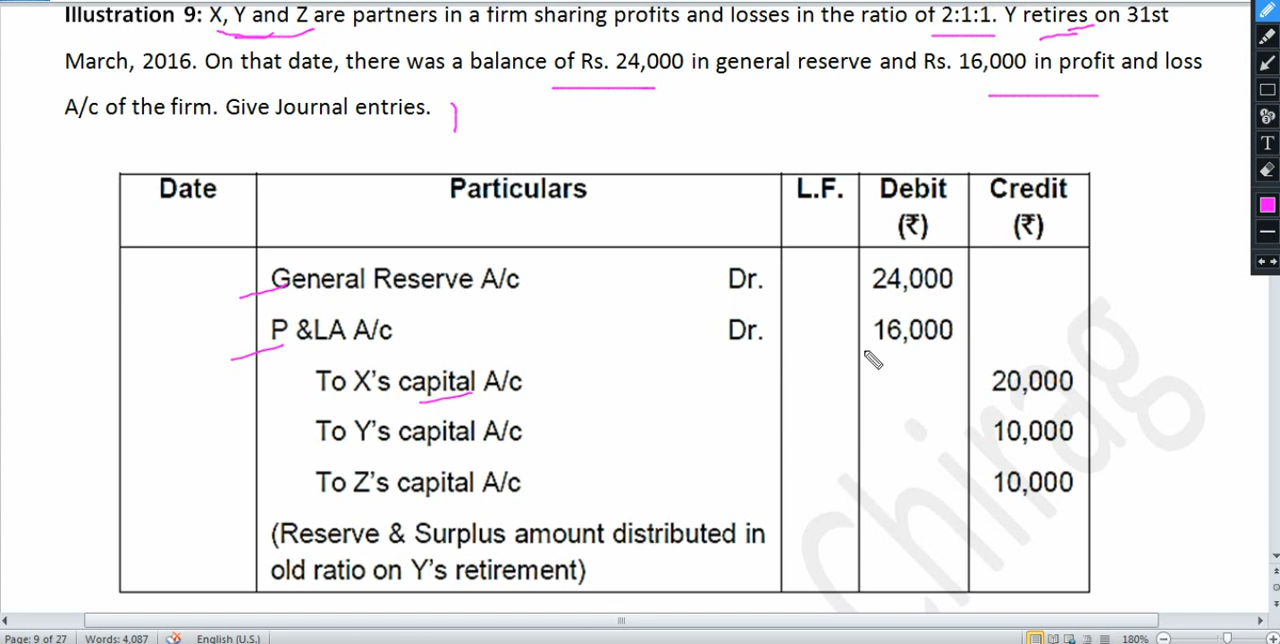 Illustration 9: X, Y and Z are partners in a firm sharing profits and losses in the ratio of 2:1:1. Y retires on 31st
March, 2016. On that date, there was a balance of Rs. 24,000 in general reserve and Rs. 16,000 in profit and loss
A/c of the firm. Give Journal entries.
Date Particulars L.F. Debit (₹) Credit (₹)
General Reserve A/c Dr. 24,000
P &LA A/c Dr. 16,000
To X's capital A/c 20,000
To Y's capital A/c 10,000
To Z's capital A/c 10,000
(Reserve & Surplus amount distributed in
old ratio on Y's retirement)
Chirag
Page: 9 of 27 Words: 4,087 English (U.S.) 180%